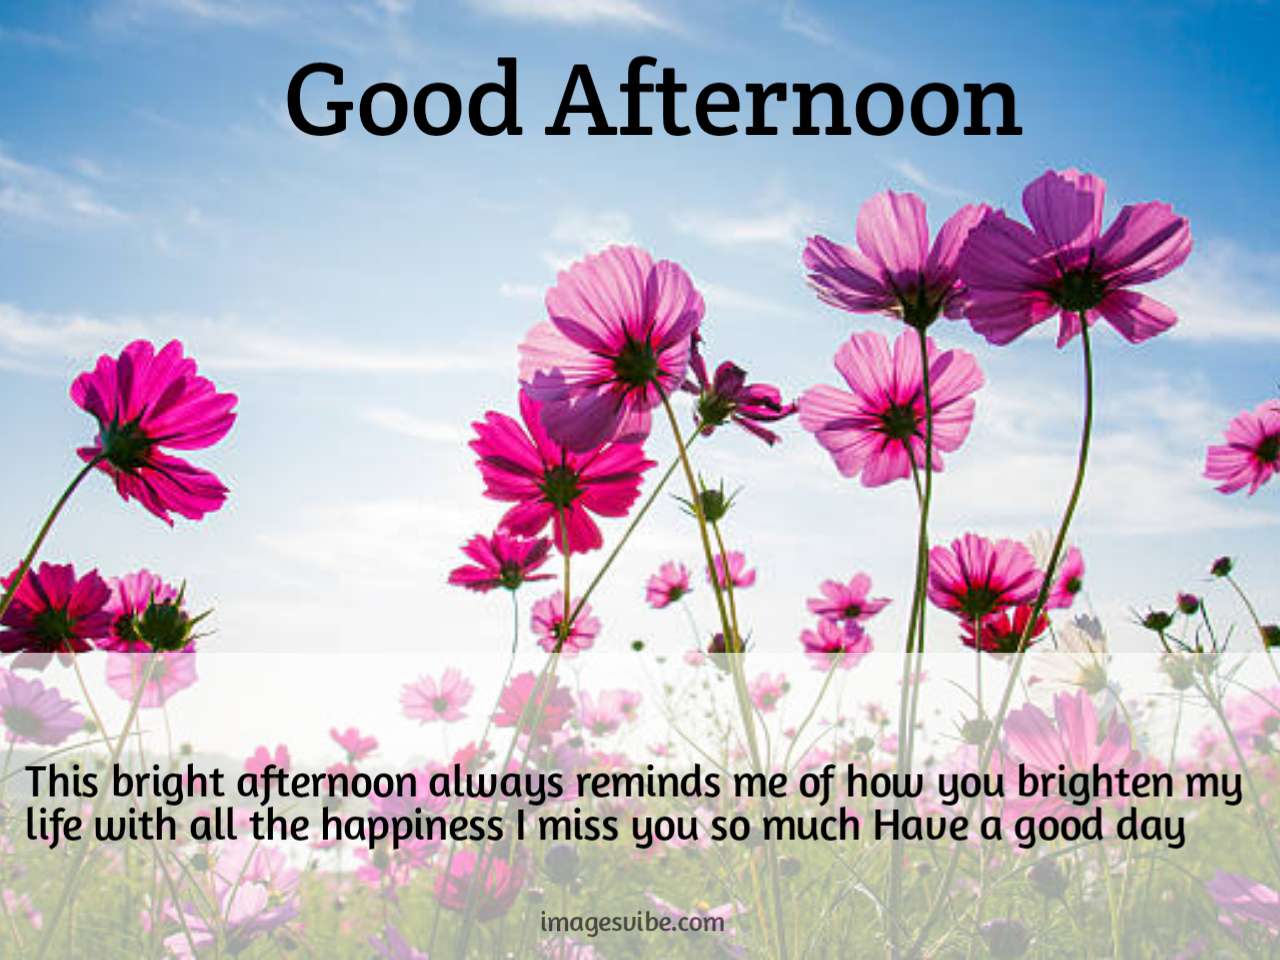 Good Afternoon
This bright afternoon always reminds me of how you brighten my
life with all the happiness I miss you so much Have a good day
imagesvibe.com